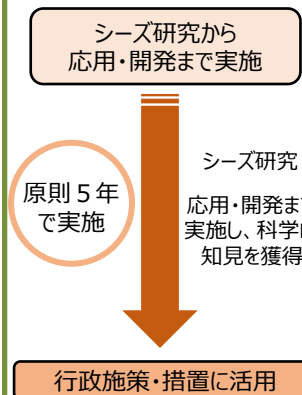 シーズ研究から
応用・開発まで実施
原則５年
で実施
シーズ研究
応用・開発ま
実施し、科学
知見を獲得
行政施策・措置に活用